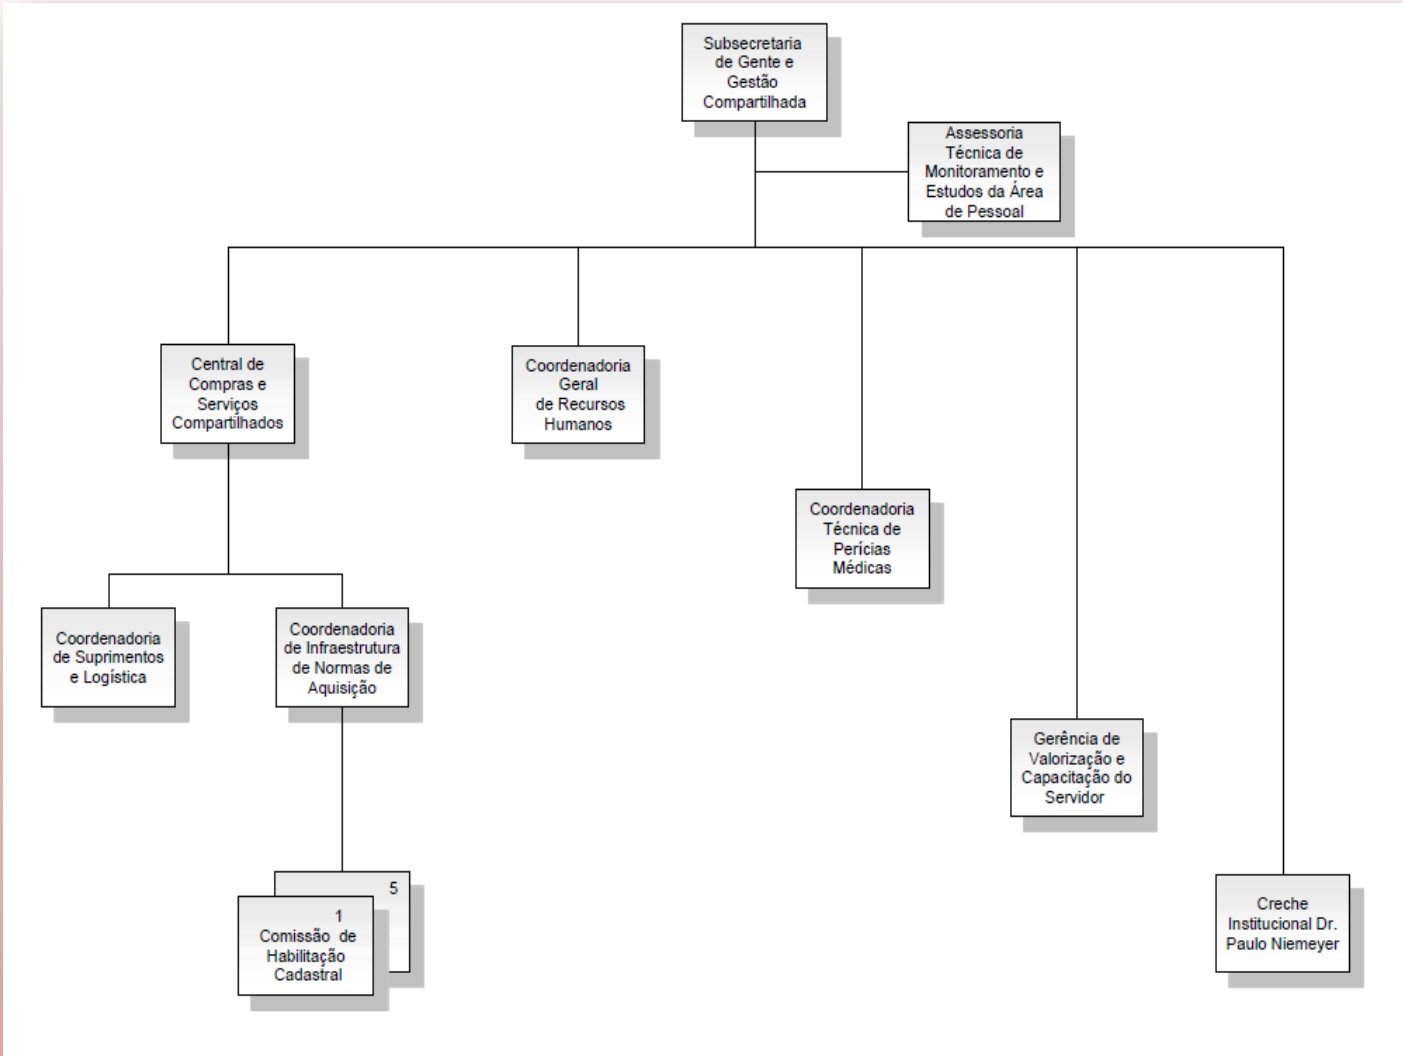 Subsecretaria
de Gente e
Gestão
Compartilhada
Assessoria
Técnica de
Monitoramento e
Estudos da Área
de Pessoal
Central de
Compras e
Serviços
Compartilhados
Coordenadoria
Geral
de Recursos
Humanos
Coordenadoria
Técnica de
Perícias
Médicas
Coordenadoria
de Suprimentos
e Logística
Coordenadoria
de Infraestrutura
de Normas de
Aquisição
Gerência de
Valorização e
Capacitação do
Servidor
5
1
Comissão de
Habilitação
Cadastral
Creche
Institucional Dr.
Paulo Niemeyer